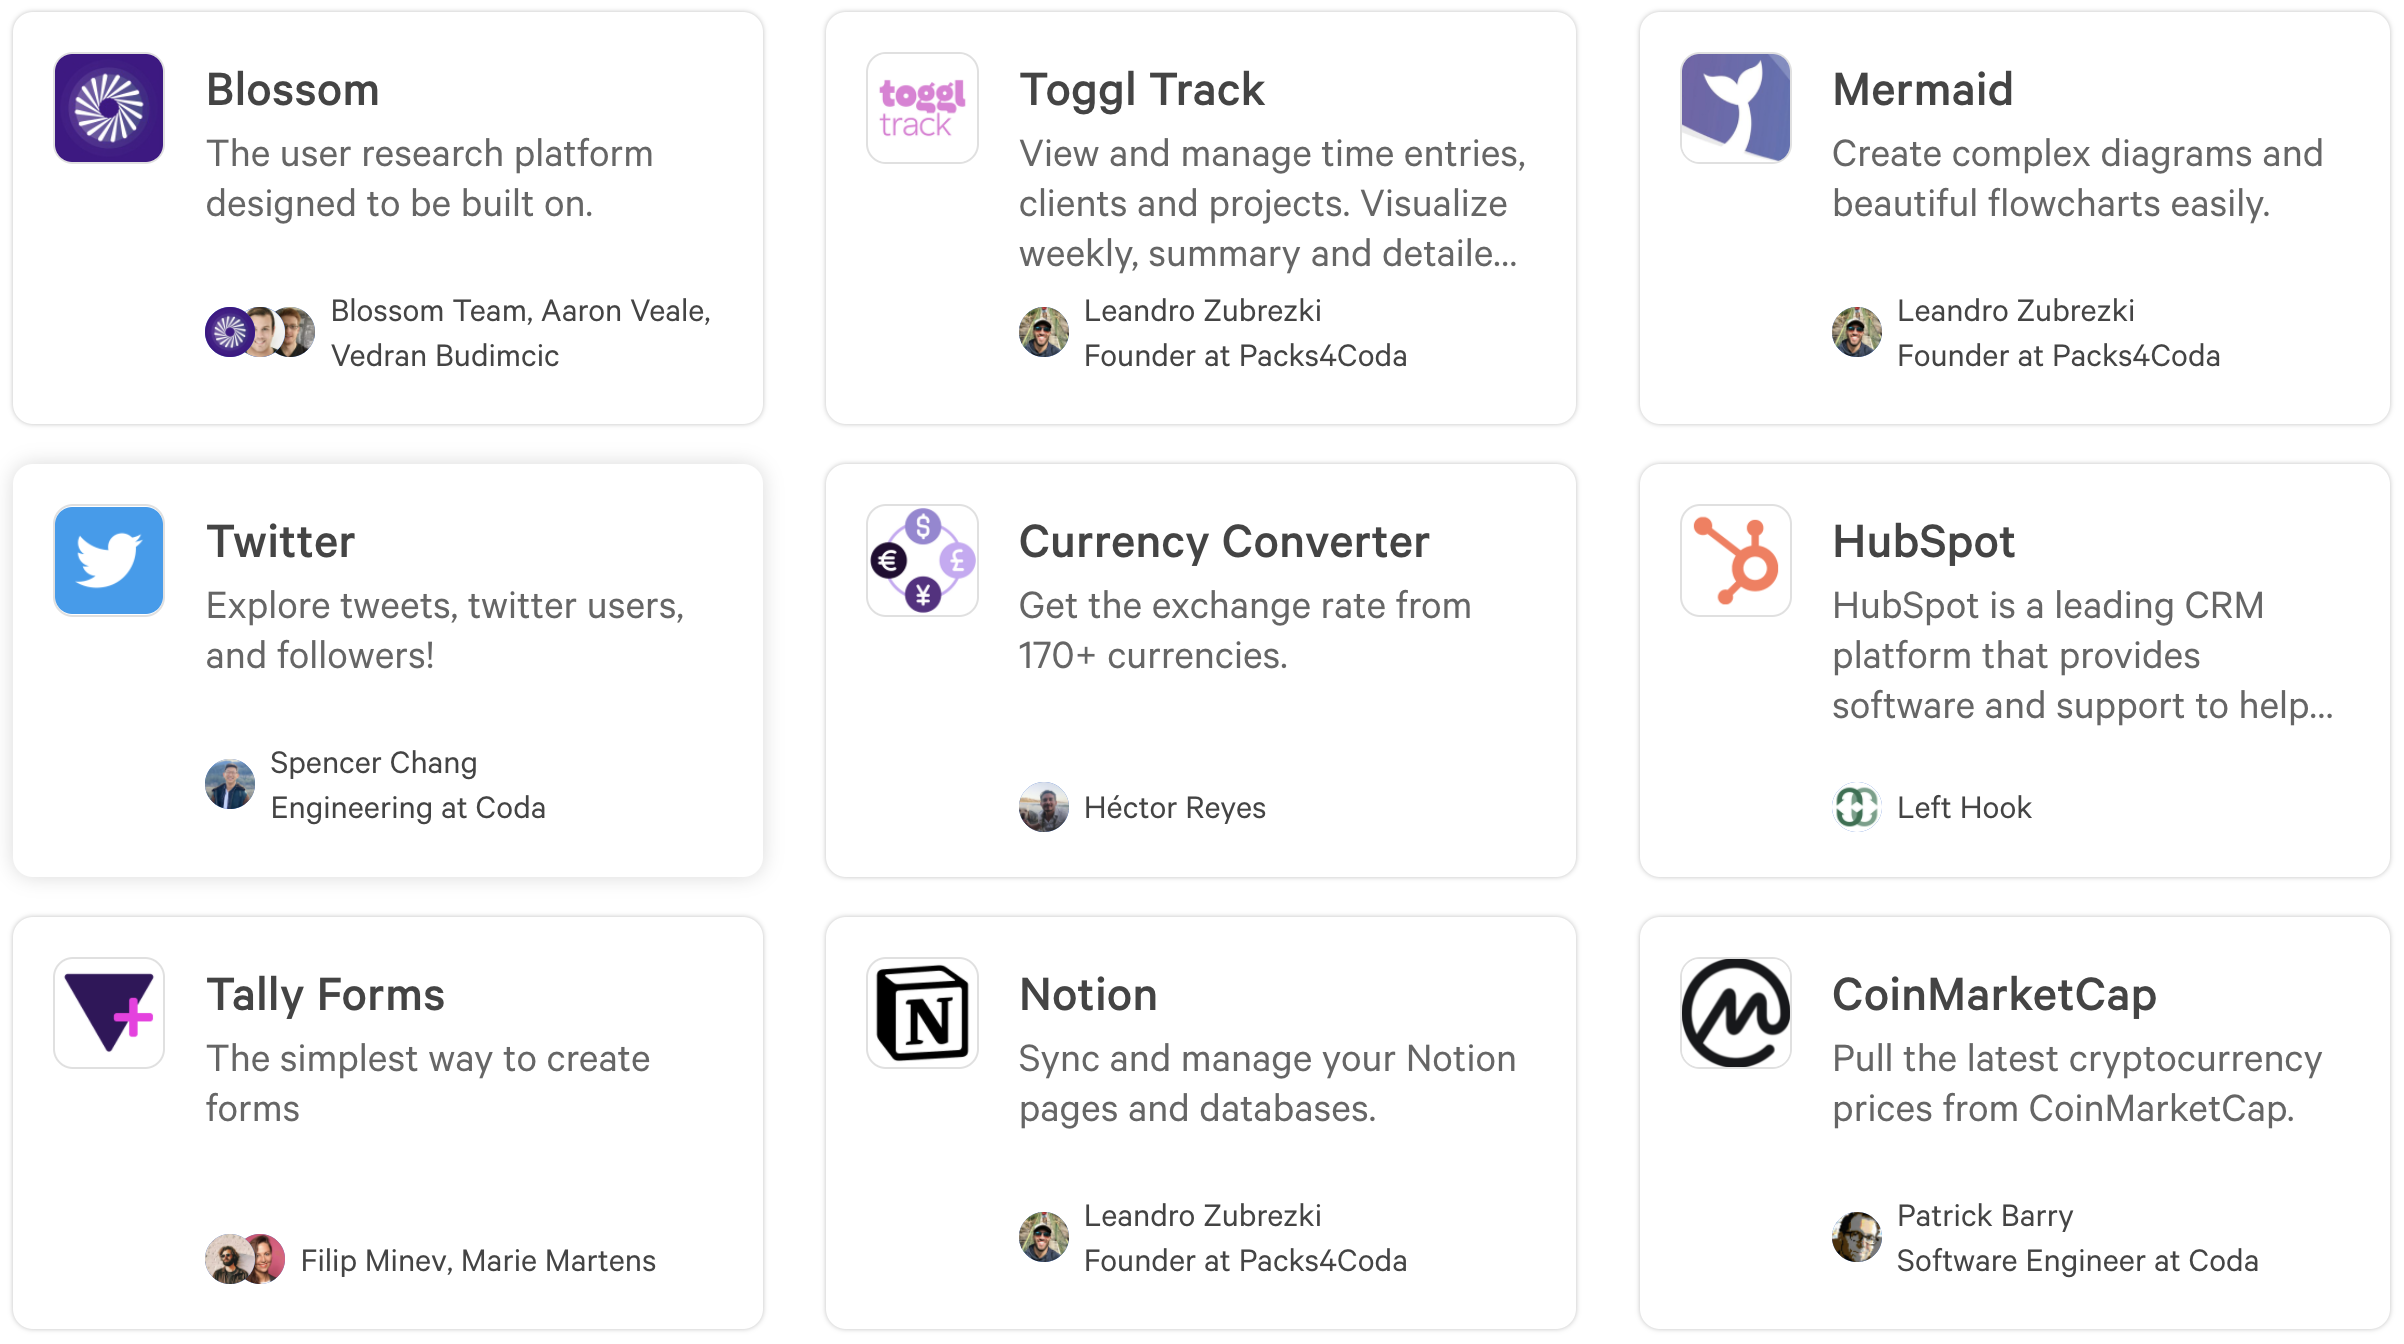 Blossom
The user research platform
designed to be built on.
Blossom Team, Aaron Veale,
Vedran Budimcic
toggl
track
Toggl Track
View and manage time entries,
clients and projects. Visualize
weekly, summary and detaile...
Leandro Zubrezki
Founder at Packs4Coda
Mermaid
Create complex diagrams and
beautiful flowcharts easily.
Leandro Zubrezki
Founder at Packs4Coda
Twitter
Explore tweets, twitter users,
and followers!
Spencer Chang
Engineering at Coda
$
€ £
¥
Currency Converter
Get the exchange rate from
170+ currencies.
Héctor Reyes
HubSpot
HubSpot is a leading CRM
platform that provides
software and support to help...
Left Hook
Tally Forms
The simplest way to create
forms
Filip Minev, Marie Martens
N
Notion
Sync and manage your Notion
pages and databases.
Leandro Zubrezki
Founder at Packs4Coda
CoinMarketCap
Pull the latest cryptocurrency
prices from CoinMarketCap.
Patrick Barry
Software Engineer at Coda